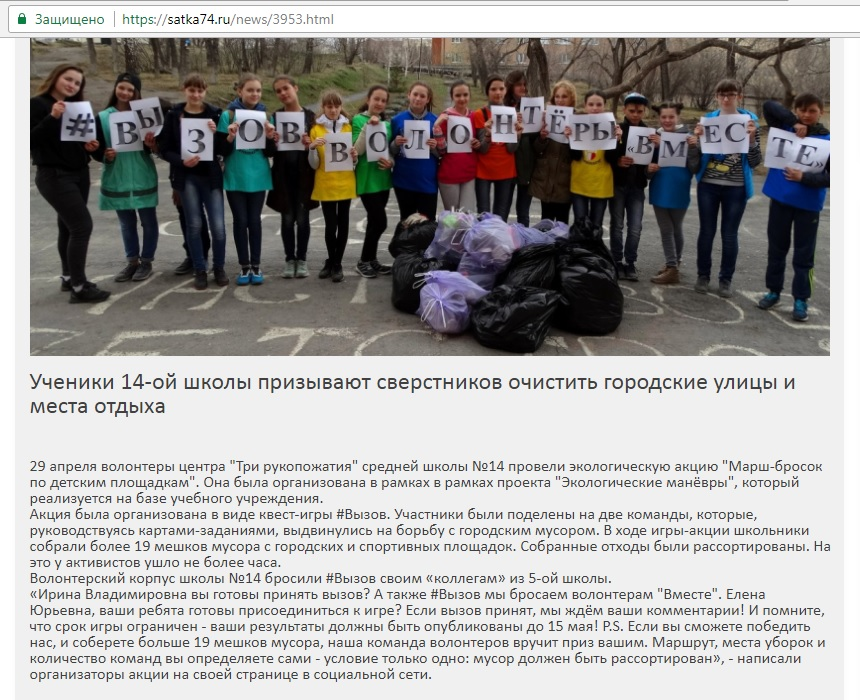 Защищено https://satka74.ru/news/3953.html
#ВЫЗОВ ВОЛОНТЁРЫ «ВМЕСТЕ»
Ученики 14-ой школы призывают сверстников очистить городские улицы и
места отдыха
29 апреля волонтеры центра "Три рукопожатия" средней школы №14 провели экологическую акцию "Марш-бросок
по детским площадкам". Она была организована в рамках в рамках проекта "Экологические манёвры", который
реализуется на базе учебного учреждения.
Акция была организована в виде квест-игры #Вызов. Участники были поделены на две команды, которые,
руководствуясь картами-заданиями, выдвинулись на борьбу с городским мусором. В ходе игры-акции школьники
собрали более 19 мешков мусора с городских и спортивных площадок. Собранные отходы были рассортированы. На
это у активистов ушло не более часа.
Волонтерский корпус школы №14 бросили #Вызов своим «коллегам» из 5-ой школы.
«Ирина Владимировна вы готовы принять вызов? А также #Вызов мы бросаем волонтерам "Вместе". Елена
Юрьевна, ваши ребята готовы присоединиться к игре? Если вызов принят, мы ждём ваши комментарии! И помните,
что срок игры ограничен - ваши результаты должны быть опубликованы до 15 мая! P.S. Если вы сможете победить
нас, и соберете больше 19 мешков мусора, наша команда волонтеров вручит приз вашим. Маршрут, места уборок и
количество команд вы определяете сами - условие только одно: мусор должен быть рассортирован», - написали
организаторы акции на своей странице в социальной сети.